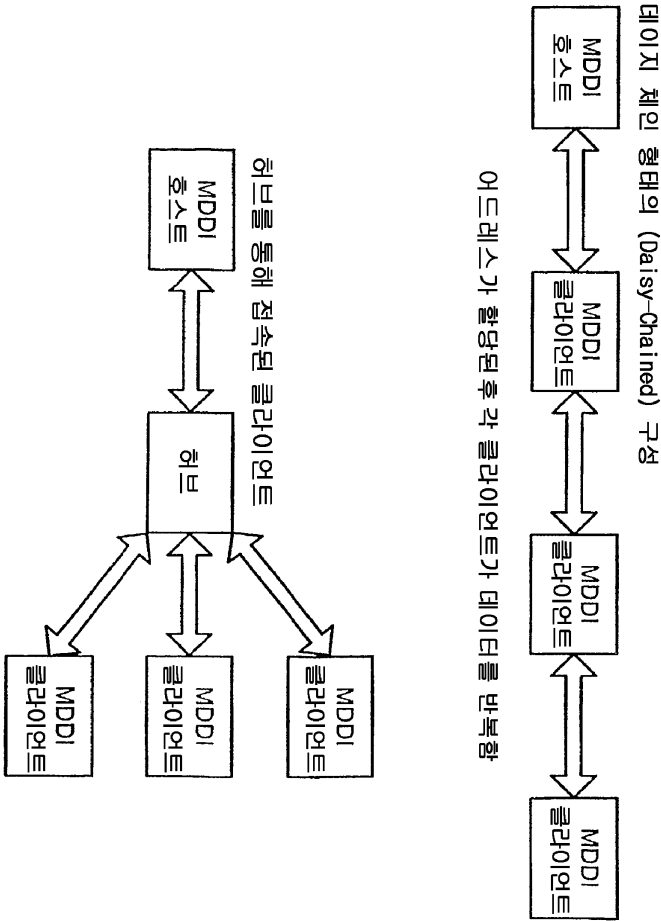 데이지 체인 형태의 (Daisy-Chained) 구성
MDDI
호스트
MDDI
클라이언트
MDDI
클라이언트
MDDI
클라이언트
어드레스가 할당된 후 각 클라이언트가 데이터를 반복함
허브를 통해 접속된 클라이언트
MDDI
호스트
허브
MDDI
클라이언트
MDDI
클라이언트
MDDI
클라이언트